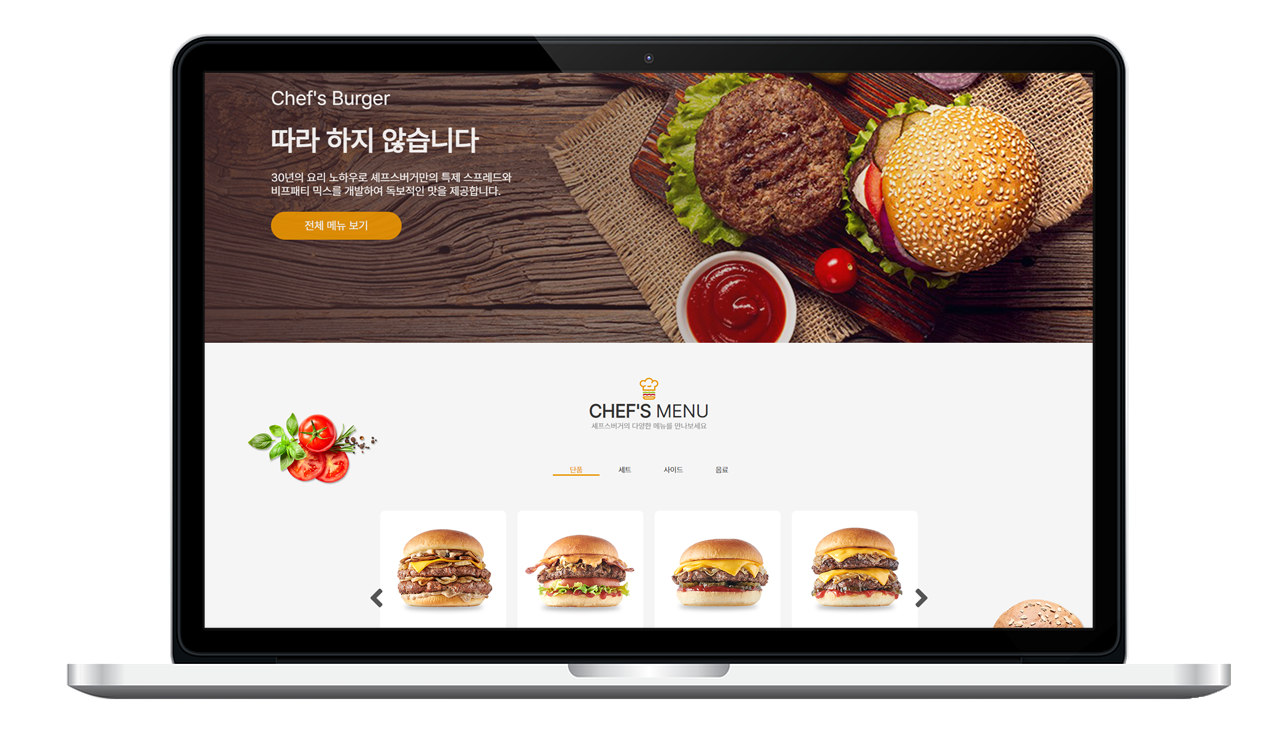 Chef's Burger
따라 하지 않습니다
30년의 요리 노하우로 셰프스버거만의 특제 스프레드와
비프패티 믹스를 개발하여 독보적인 맛을 제공합니다.
전체 메뉴 보기
CHEF'S MENU
셰프스버거의 다양한 메뉴를 만나보세요
단품 세트 사이드 음료